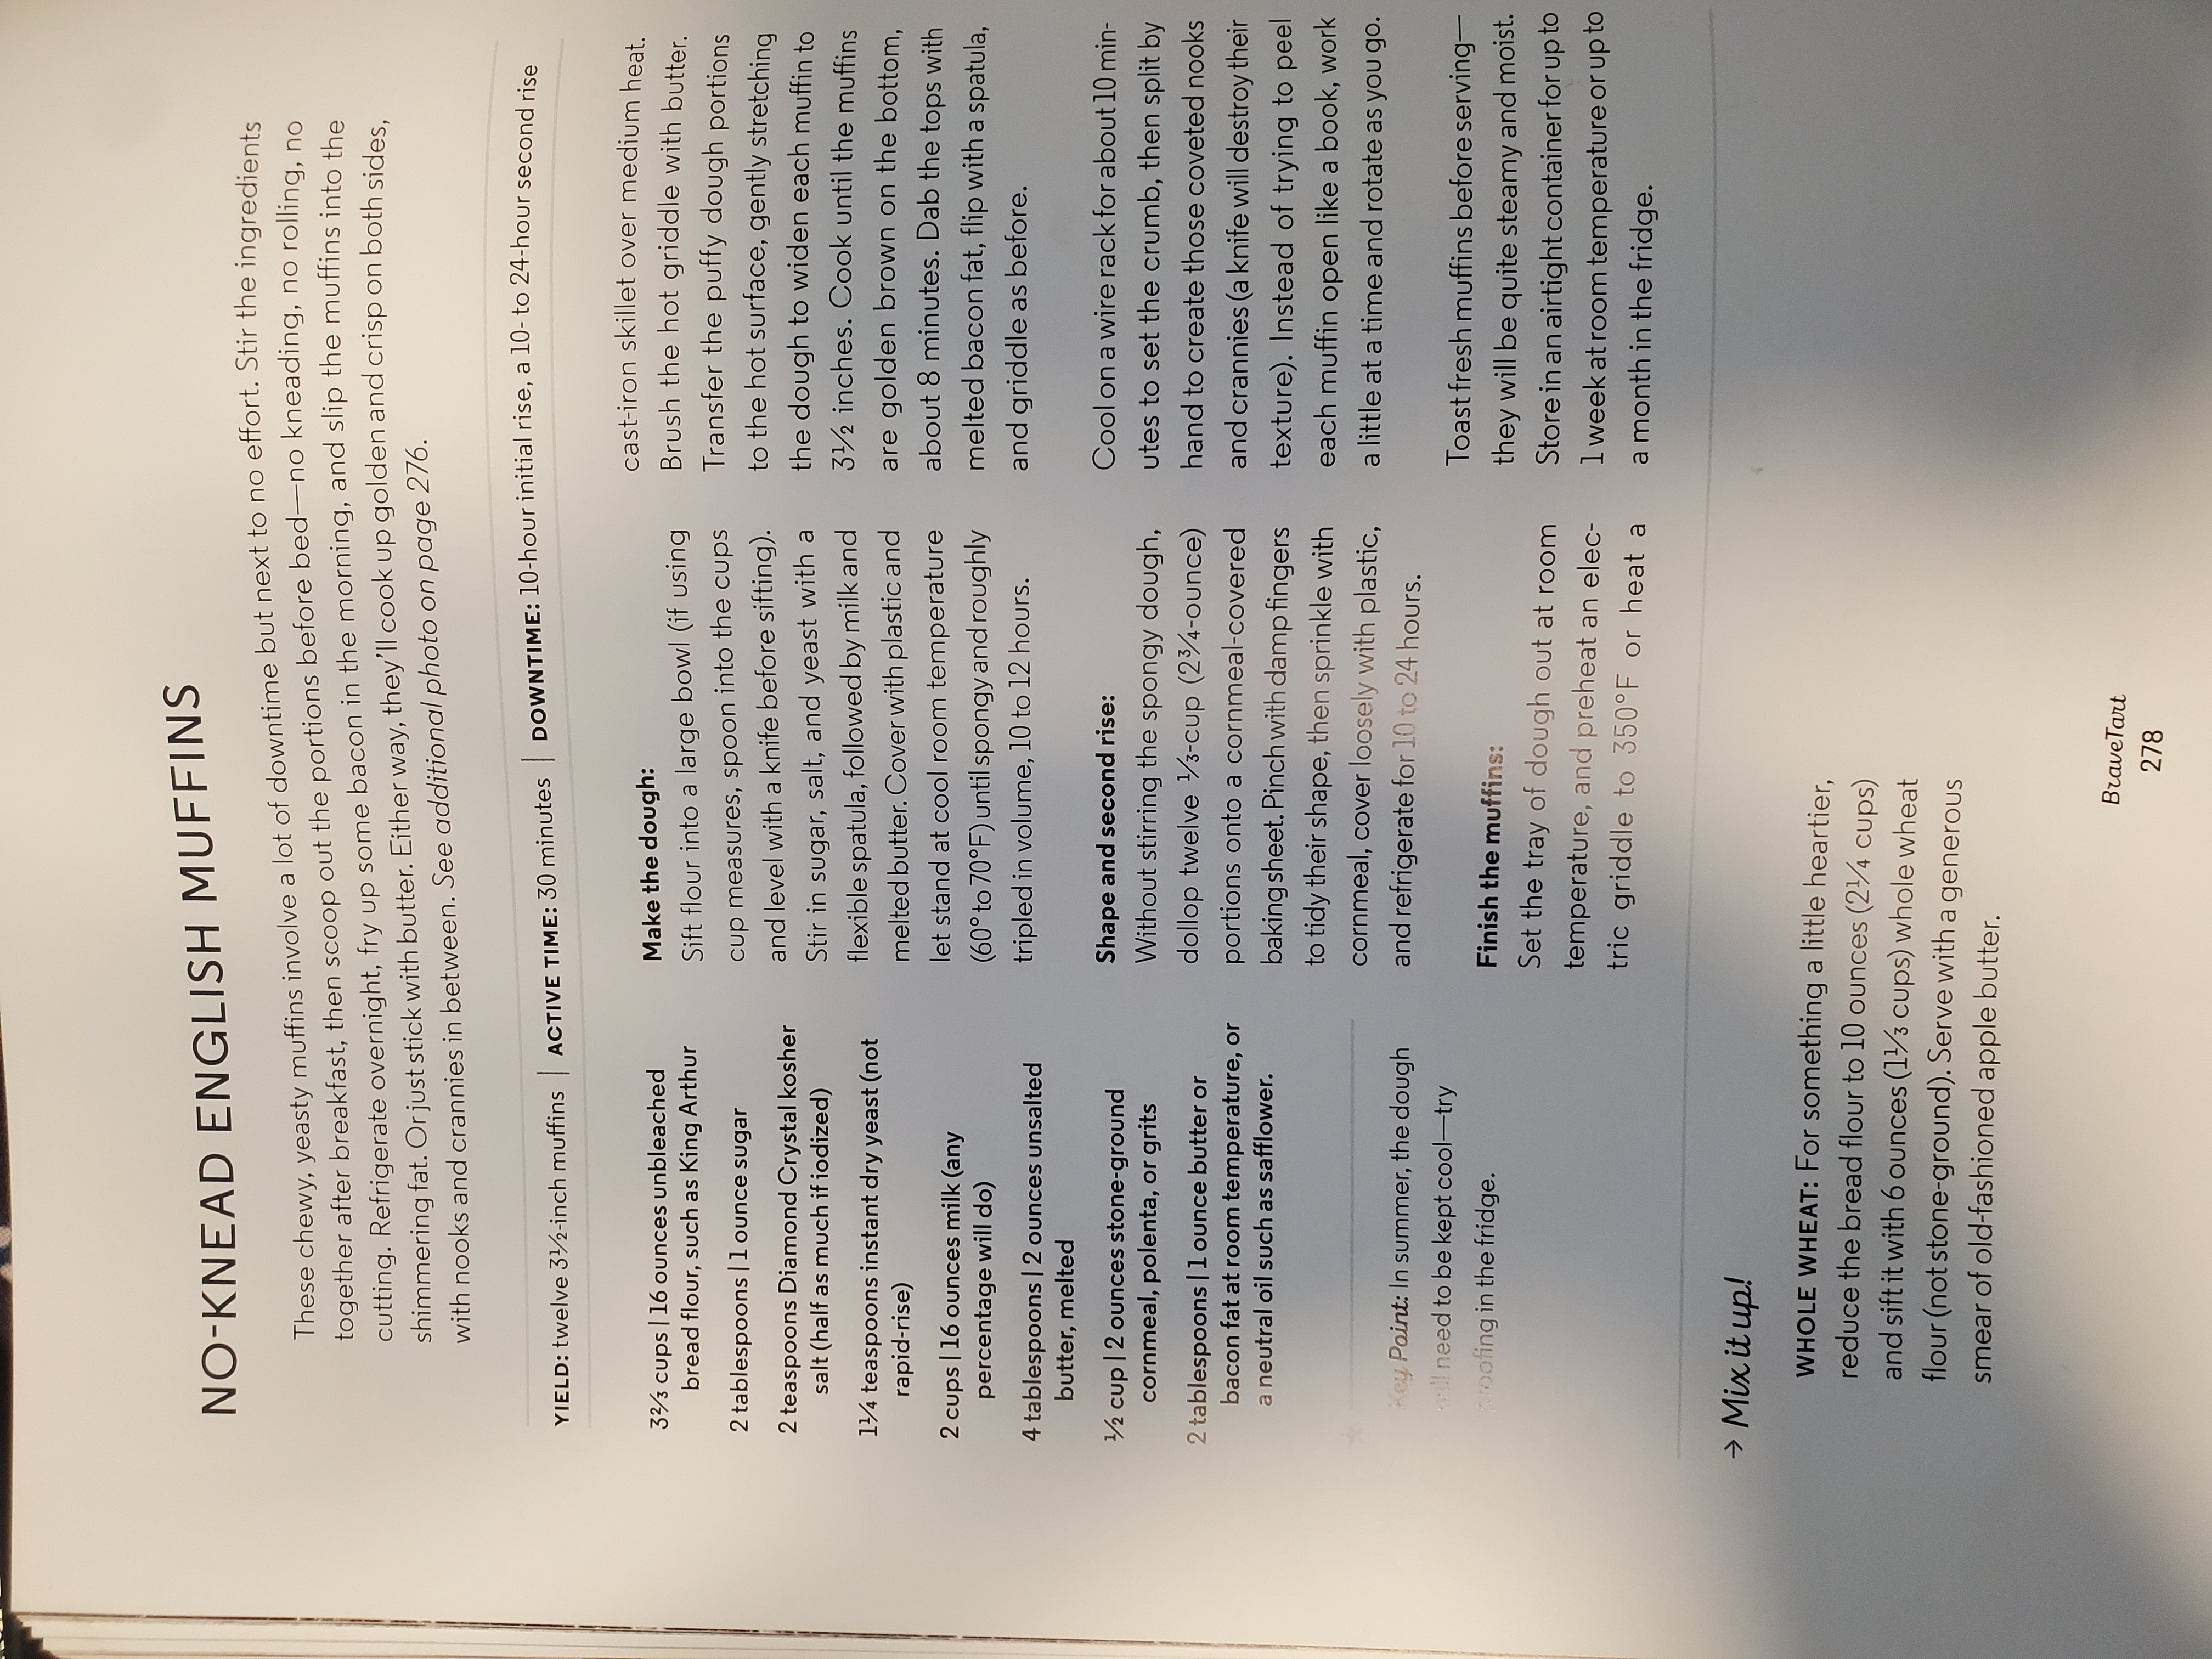 NO-KNEAD ENGLISH MUFFINS
These chewy, yeasty muffins involve a lot of downtime but next to no effort. Stir the ingredients
together after breakfast, then scoop out the portions before bed—no kneading, no rolling, no
cutting. Refrigerate overnight, fry up some bacon in the morning, and slip the muffins into the
shimmering fat. Or just stick with butter. Either way, they'll cook up golden and crisp on both sides,
with nooks and crannies in between. See additional photo on page 276.
YIELD: twelve 3½-inch muffins | ACTIVE TIME: 30 minutes | DOWNTIME: 10-hour initial rise, a 10- to 24-hour second rise
3⅔ cups | 16 ounces unbleached
bread flour, such as King Arthur
2 tablespoons | 1 ounce sugar
2 teaspoons Diamond Crystal kosher
salt (half as much if iodized)
1¼ teaspoons instant dry yeast (not
rapid-rise)
2 cups | 16 ounces milk (any
percentage will do)
4 tablespoons | 2 ounces unsalted
butter, melted
½ cup | 2 ounces stone-ground
cornmeal, polenta, or grits
2 tablespoons | 1 ounce butter or
bacon fat at room temperature, or
a neutral oil such as safflower.
Key Point: In summer, the dough
will need to be kept cool—try
proofing in the fridge.
Make the dough:
Sift flour into a large bowl (if using
cup measures, spoon into the cups
and level with a knife before sifting).
Stir in sugar, salt, and yeast with a
flexible spatula, followed by milk and
melted butter. Cover with plastic and
let stand at cool room temperature
(60° to 70°F) until spongy and roughly
tripled in volume, 10 to 12 hours.
Shape and second rise:
Without stirring the spongy dough,
dollop twelve ⅓-cup (2¾-ounce)
portions onto a cornmeal-covered
baking sheet. Pinch with damp fingers
to tidy their shape, then sprinkle with
cornmeal, cover loosely with plastic,
and refrigerate for 10 to 24 hours.
Finish the muffins:
Set the tray of dough out at room
temperature, and preheat an elec-
tric griddle to 350°F or heat a
cast-iron skillet over medium heat.
Brush the hot griddle with butter.
Transfer the puffy dough portions
to the hot surface, gently stretching
the dough to widen each muffin to
3½ inches. Cook until the muffins
are golden brown on the bottom,
about 8 minutes. Dab the tops with
melted bacon fat, flip with a spatula,
and griddle as before.
Cool on a wire rack for about 10 min-
utes to set the crumb, then split by
hand to create those coveted nooks
and crannies (a knife will destroy their
texture). Instead of trying to peel
each muffin open like a book, work
a little at a time and rotate as you go.
Toast fresh muffins before serving—
they will be quite steamy and moist.
Store in an airtight container for up to
1 week at room temperature or up to
a month in the fridge.
→ Mix it up!
WHOLE WHEAT: For something a little heartier,
reduce the bread flour to 10 ounces (2¼ cups)
and sift it with 6 ounces (1⅓ cups) whole wheat
flour (not stone-ground). Serve with a generous
smear of old-fashioned apple butter.
BraveTart
278